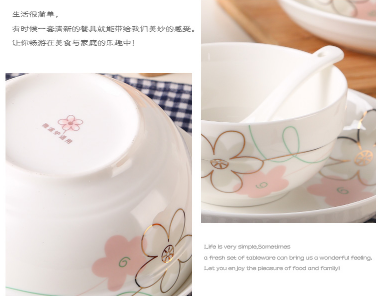 生活很简单，
有时候一套清新的餐具就能带给我们美妙的感受。
让你畅游在美食与家庭的乐趣中！
Life is very simple,Sometimes
a fresh set of tableware can bring us a wonderful feeling.
Let you enjoy the pleasure of food and family!